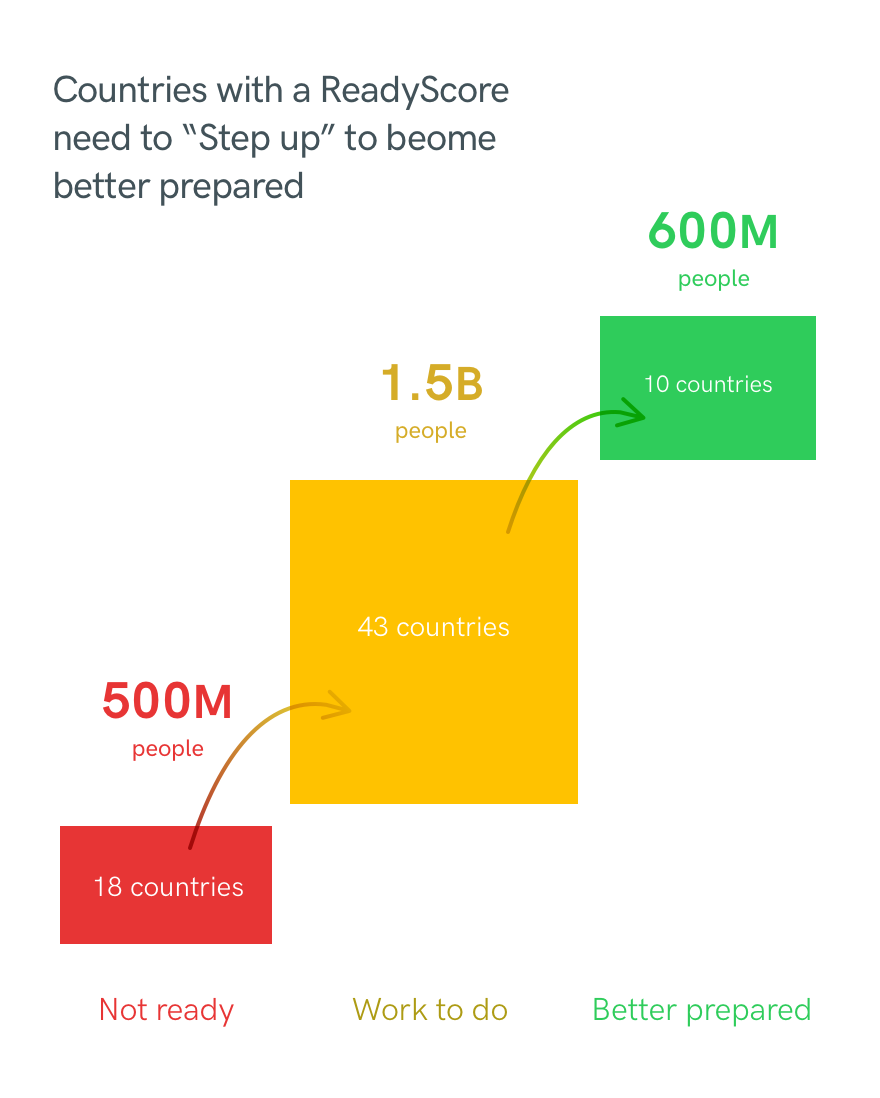 Countries with a ReadyScore
need to “Step up” to beome
better prepared
600M
people
10 countries
1.5B
people
43 countries
500M
people
18 countries
Not ready
Work to do
Better prepared